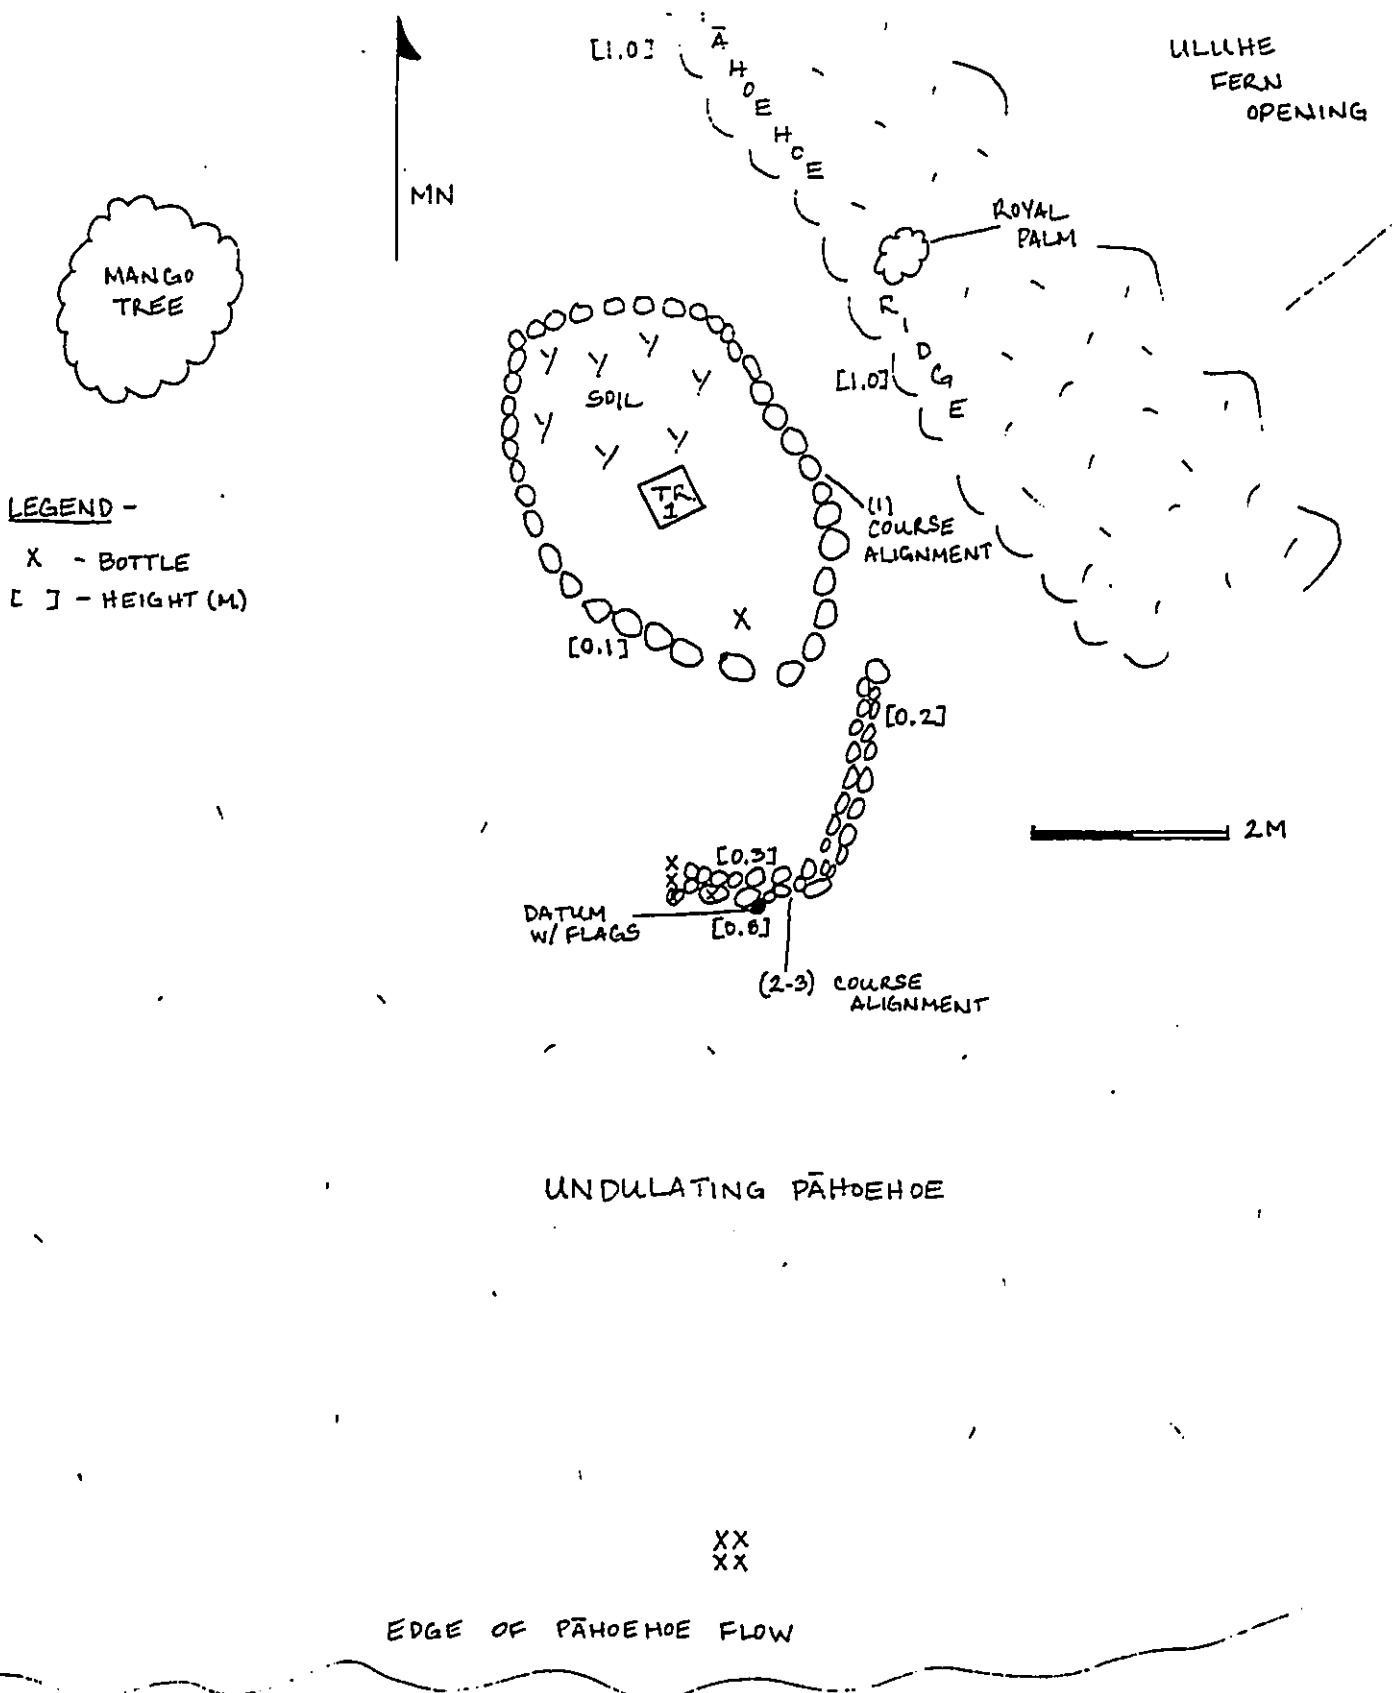 [1.0]
ĀHOEHOE
ULUHE
FERN
OPENING
MN
ROYAL
PALM
MANGO
TREE
RIDGE
[1.0]
SOIL
TR.
1
LEGEND -
X - BOTTLE
[ ] - HEIGHT (M.)
(1)
COURSE
ALIGNMENT
X
[0.1]
[0.2]
2M
[0.3]
X
X
X
X
DATUM
W/ FLAGS
(2-3) COURSE
ALIGNMENT
UNDULATING PĀHOEHOE
XX
XX
EDGE OF PĀHOEHOE FLOW